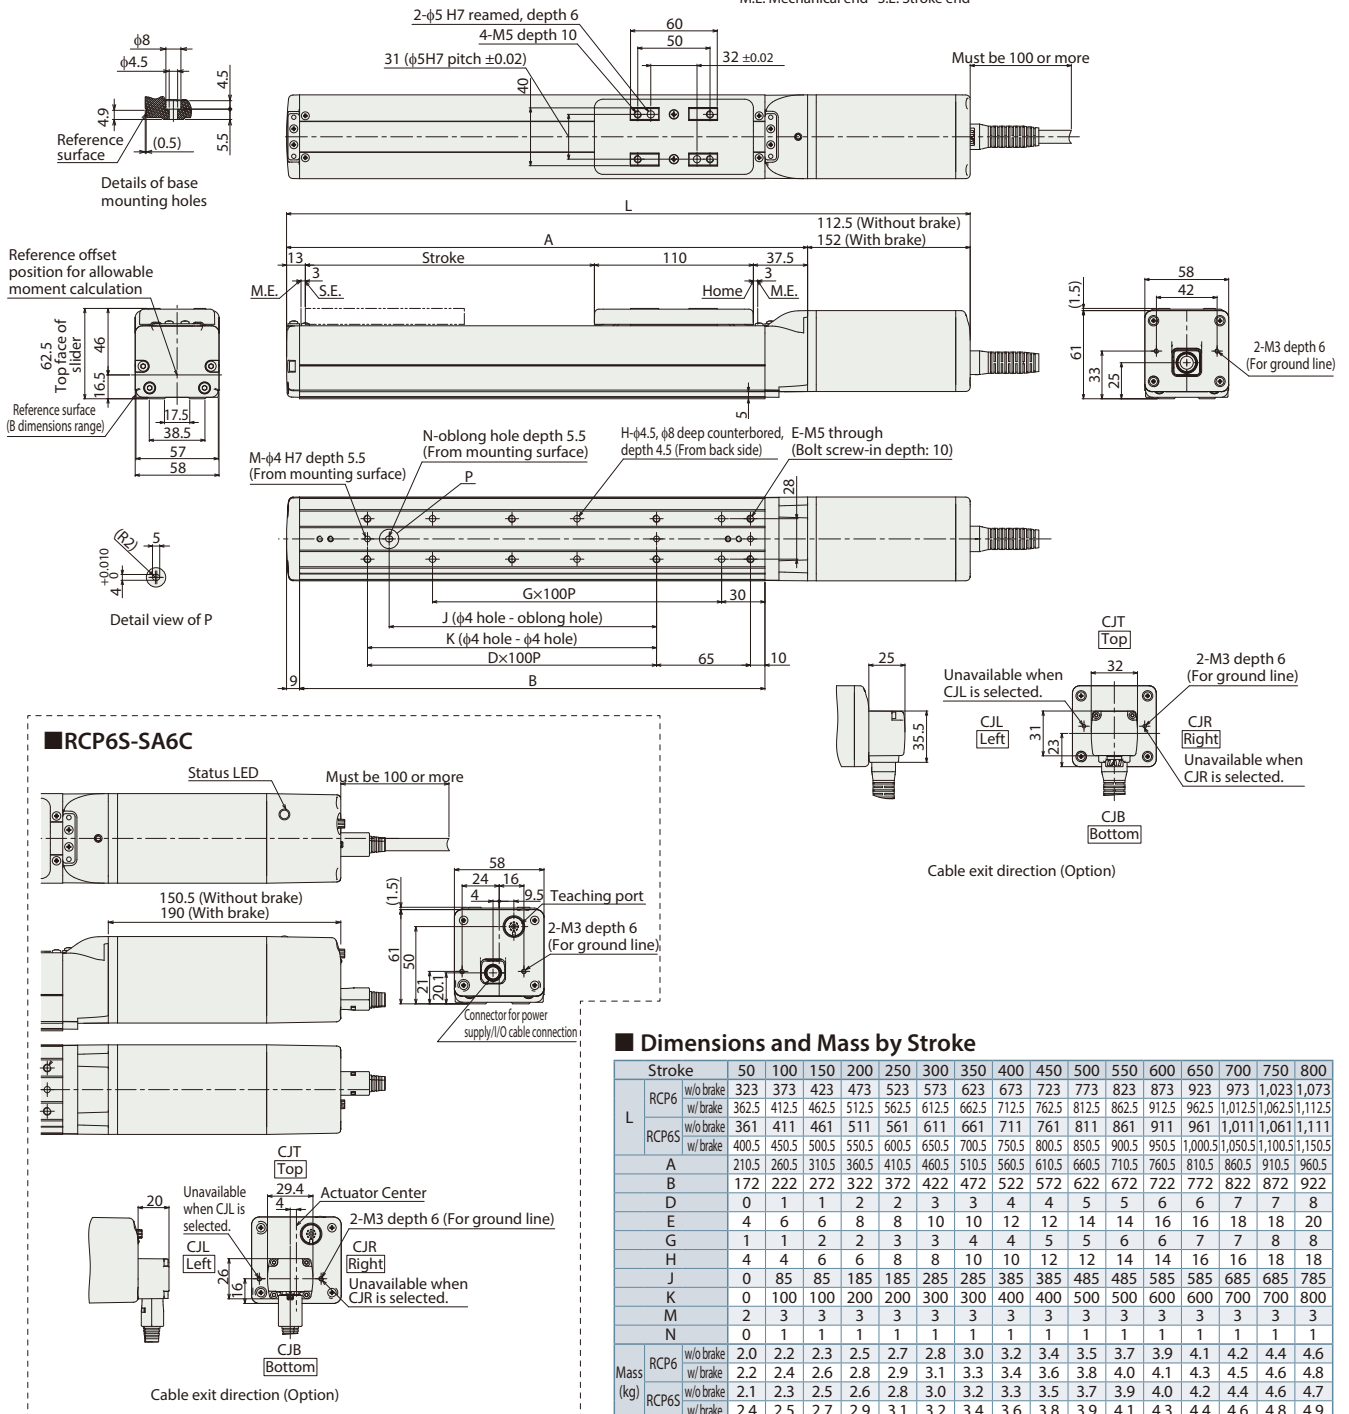 M.E: Mechanical end  S.E: Stroke end
2-φ5 H7 reamed, depth 6
4-M5 depth 10
31 (φ5H7 pitch ±0.02)
60
50
32 ±0.02
40
Must be 100 or more
φ8
φ4.5
4.5
4.9
5.5
Reference
surface
(0.5)
Details of base
mounting holes
L
A
112.5 (Without brake)
152 (With brake)
13
Stroke
110
37.5
3
M.E.
S.E.
Home
3
M.E.
5
Reference offset
position for allowable
moment calculation
62.5
Top face of
slider
46
16.5
Reference surface
(B dimensions range)
17.5
38.5
57
58
58
42
(1.5)
61
33
25
2-M3 depth 6
(For ground line)
N-oblong hole depth 5.5
(From mounting surface)
M-φ4 H7 depth 5.5
(From mounting surface)
P
H-φ4.5, φ8 deep counterbored,
depth 4.5 (From back side)
E-M5 through
(Bolt screw-in depth: 10)
28
G×100P
30
J (φ4 hole - oblong hole)
K (φ4 hole - φ4 hole)
D×100P
65
10
9
B
(R2)
5
4 +0.010 0
Detail view of P
25
35.5
CJT
Top
32
Unavailable when
CJL is selected.
2-M3 depth 6
(For ground line)
CJL
Left
31
23
CJR
Right
Unavailable when
CJR is selected.
CJB
Bottom
Cable exit direction (Option)
■RCP6S-SA6C
Status LED
Must be 100 or more
150.5 (Without brake)
190 (With brake)
58
24
16
4
9.5
Teaching port
(1.5)
61
50
21
20.1
2-M3 depth 6
(For ground line)
Connector for power
supply/I/O cable connection
20
CJT
Top
29.4
4
Actuator Center
Unavailable
when CJL is
selected.
2-M3 depth 6 (For ground line)
CJL
Left
26
16
CJR
Right
Unavailable when
CJR is selected.
CJB
Bottom
Cable exit direction (Option)
■ Dimensions and Mass by Stroke
Stroke 50 100 150 200 250 300 350 400 450 500 550 600 650 700 750 800
L RCP6 w/o brake 323 373 423 473 523 573 623 673 723 773 823 873 923 973 1,023 1,073
w/ brake 362.5 412.5 462.5 512.5 562.5 612.5 662.5 712.5 762.5 812.5 862.5 912.5 962.5 1,012.5 1,062.5 1,112.5
RCP6S w/o brake 361 411 461 511 561 611 661 711 761 811 861 911 961 1,011 1,061 1,111
w/ brake 400.5 450.5 500.5 550.5 600.5 650.5 700.5 750.5 800.5 850.5 900.5 950.5 1,000.5 1,050.5 1,100.5 1,150.5
A 210.5 260.5 310.5 360.5 410.5 460.5 510.5 560.5 610.5 660.5 710.5 760.5 810.5 860.5 910.5 960.5
B 172 222 272 322 372 422 472 522 572 622 672 722 772 822 872 922
D 0 1 1 2 2 3 3 4 4 5 5 6 6 7 7 8
E 4 6 6 8 8 10 10 12 12 14 14 16 16 18 18 20
G 1 1 2 2 3 3 4 4 5 5 6 6 7 7 8 8
H 4 4 6 6 8 8 10 10 12 12 14 14 16 16 18 18
J 0 85 85 185 185 285 285 385 385 485 485 585 585 685 685 785
K 0 100 100 200 200 300 300 400 400 500 500 600 600 700 700 800
M 2 3 3 3 3 3 3 3 3 3 3 3 3 3 3 3
N 0 1 1 1 1 1 1 1 1 1 1 1 1 1 1 1
Mass (kg) RCP6 w/o brake 2.0 2.2 2.3 2.5 2.7 2.8 3.0 3.2 3.4 3.5 3.7 3.9 4.1 4.2 4.4 4.6
w/ brake 2.2 2.4 2.6 2.8 2.9 3.1 3.3 3.4 3.6 3.8 4.0 4.1 4.3 4.5 4.6 4.8
RCP6S w/o brake 2.1 2.3 2.5 2.6 2.8 3.0 3.2 3.3 3.5 3.7 3.9 4.0 4.2 4.4 4.6 4.7
w/ brake 2.4 2.5 2.7 2.9 3.1 3.2 3.4 3.6 3.8 3.9 4.1 4.3 4.4 4.6 4.8 4.9